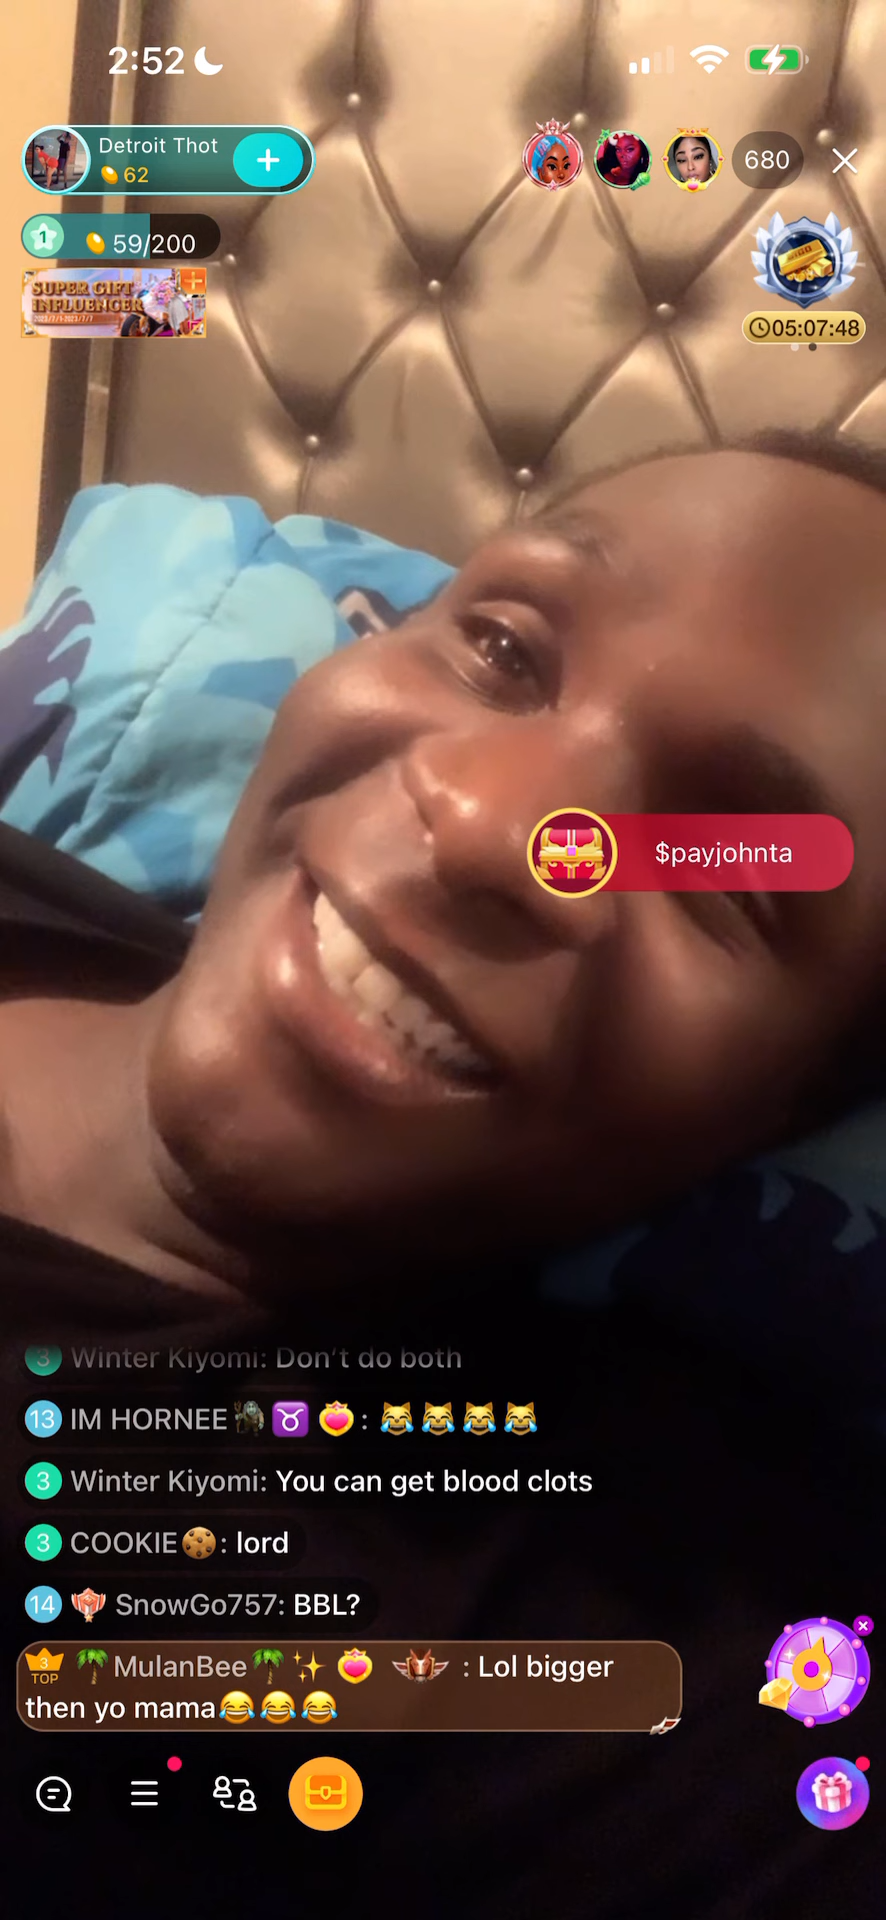 2:52
Detroit Thot
62
680
1
59/200
SUPER GIFT
INFLUENCER
05:07:48
$payjohnta
3 Winter Kiyomi: Don't do both
13 IM HORNEE🧌♉💗: 😹😹😹😹
3 Winter Kiyomi: You can get blood clots
3 COOKIE🍪: lord
14 SnowGo757: BBL?
3 TOP 🌴MulanBee🌴✨ : Lol bigger
then yo mama😂😂😂